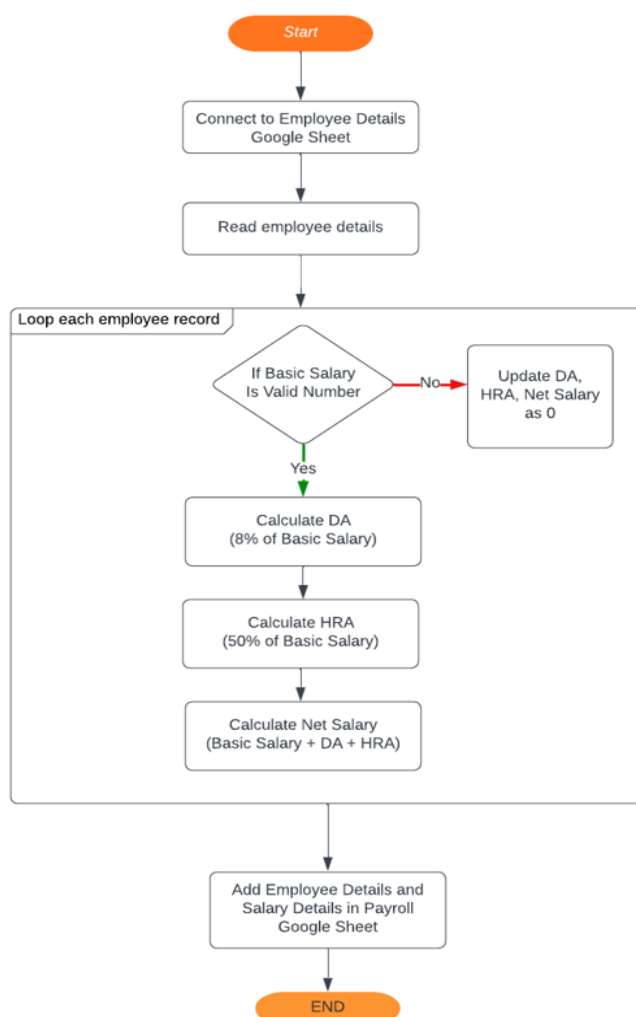 Start
Connect to Employee Details
Google Sheet
Read employee details
Loop each employee record
If Basic Salary
Is Valid Number
No
Update DA,
HRA, Net Salary
as 0
Yes
Calculate DA
(8% of Basic Salary)
Calculate HRA
(50% of Basic Salary)
Calculate Net Salary
(Basic Salary + DA + HRA)
Add Employee Details and
Salary Details in Payroll
Google Sheet
END